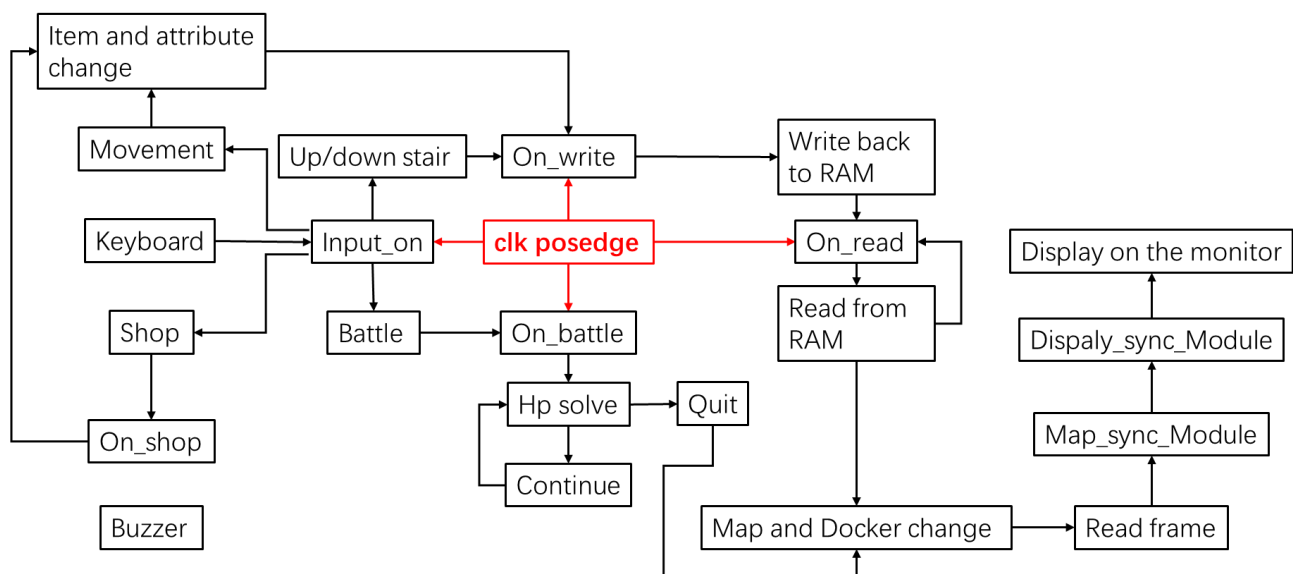 Item and attribute
change
Movement
Up/down stair
On_write
Write back
to RAM
Keyboard
Input_on
clk posedge
On_read
Display on the monitor
Shop
Battle
On_battle
Read from
RAM
Dispaly_sync_Module
Hp solve
Quit
On_shop
Map_sync_Module
Continue
Buzzer
Map and Docker change
Read frame